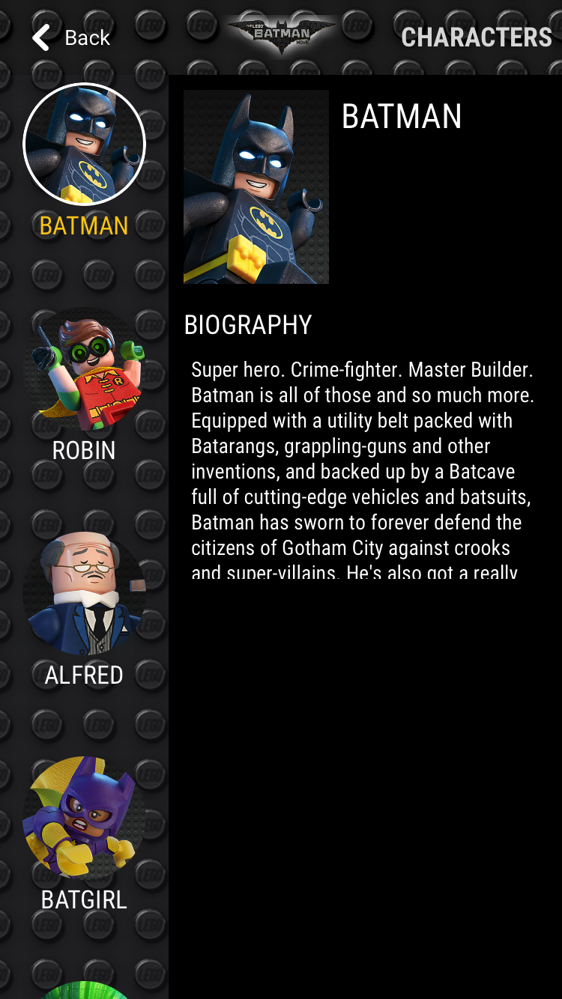 Back
THE LEGO
BATMAN
MOVIE
CHARACTERS
BATMAN
ROBIN
ALFRED
BATGIRL
BATMAN
BIOGRAPHY
Super hero. Crime-fighter. Master Builder.
Batman is all of those and so much more.
Equipped with a utility belt packed with
Batarangs, grappling-guns and other
inventions, and backed up by a Batcave
full of cutting-edge vehicles and batsuits,
Batman has sworn to forever defend the
citizens of Gotham City against crooks
and super-villains. He's also got a really